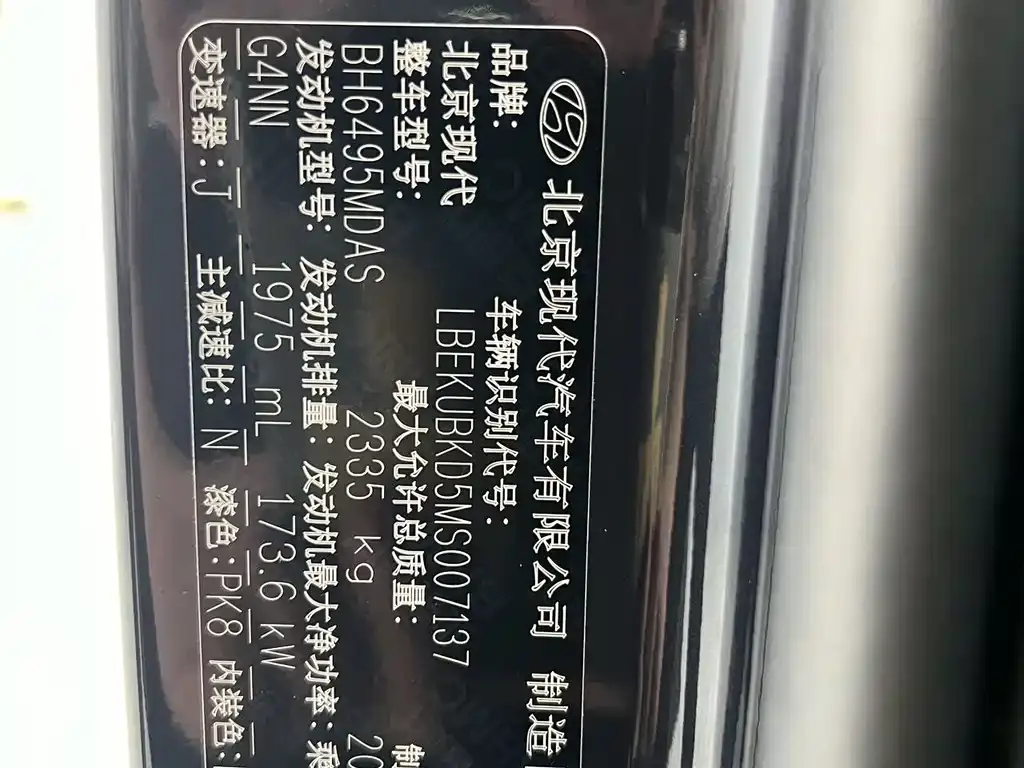 北京现代汽车有限公司 制造
品牌: 车辆识别代号:
北京现代 LBEKUBKD5MS007137
整车型号: 最大允许总质量: 制
BH6495MDAS 2335 kg 20
发动机型号: 发动机排量: 发动机最大净功率: 乘
G4NN 1975 mL 173.6 kW
变速器: J 主减速比: N 漆色: PK8 内装色: